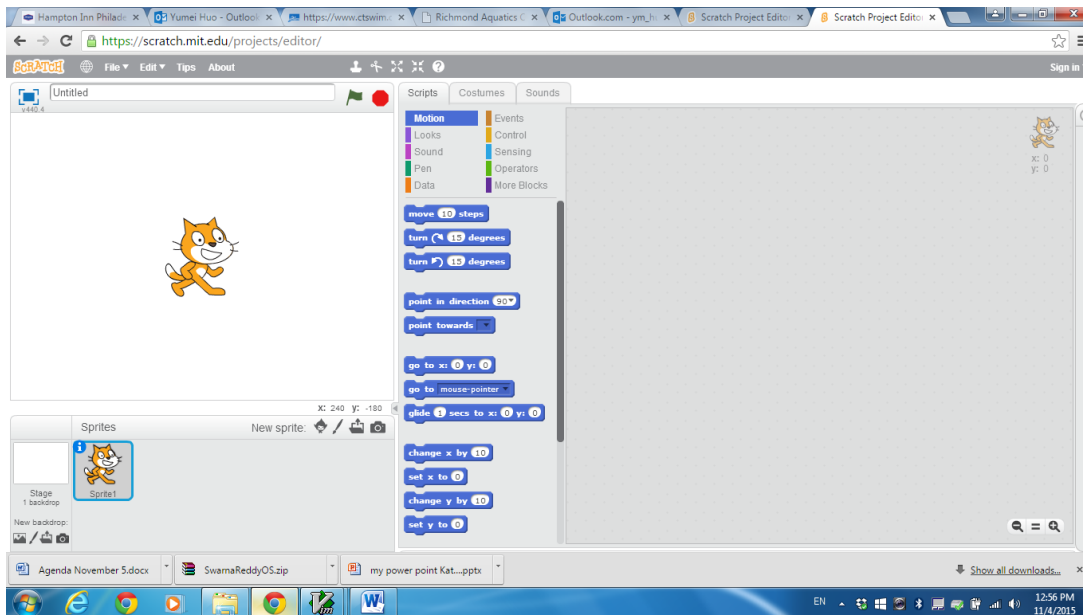 Hampton Inn Philade
Yumei Huo - Outlook
https://www.ctswim.c
Richmond Aquatics C
Outlook.com - ym_h
Scratch Project Editor
Scratch Project Editor
https://scratch.mit.edu/projects/editor/
SCRATCH File Edit Tips About Sign in
Untitled
v440.4
Scripts Costumes Sounds
Motion Events
Looks Control
Sound Sensing
Pen Operators
Data More Blocks
x: 0
y: 0
move 10 steps
turn 15 degrees
turn 15 degrees
point in direction 90
point towards
go to x: 0 y: 0
go to mouse-pointer
glide 1 secs to x: 0 y: 0
change x by 10
set x to 0
change y by 10
set y to 0
X: 240 y: -180
Sprites New sprite:
Stage
1 backdrop
Sprite1
New backdrop:
Agenda November 5.docx
SwarnaReddyOS.zip
my power point Kat....pptx
Show all downloads...
EN
12:56 PM
11/4/2015